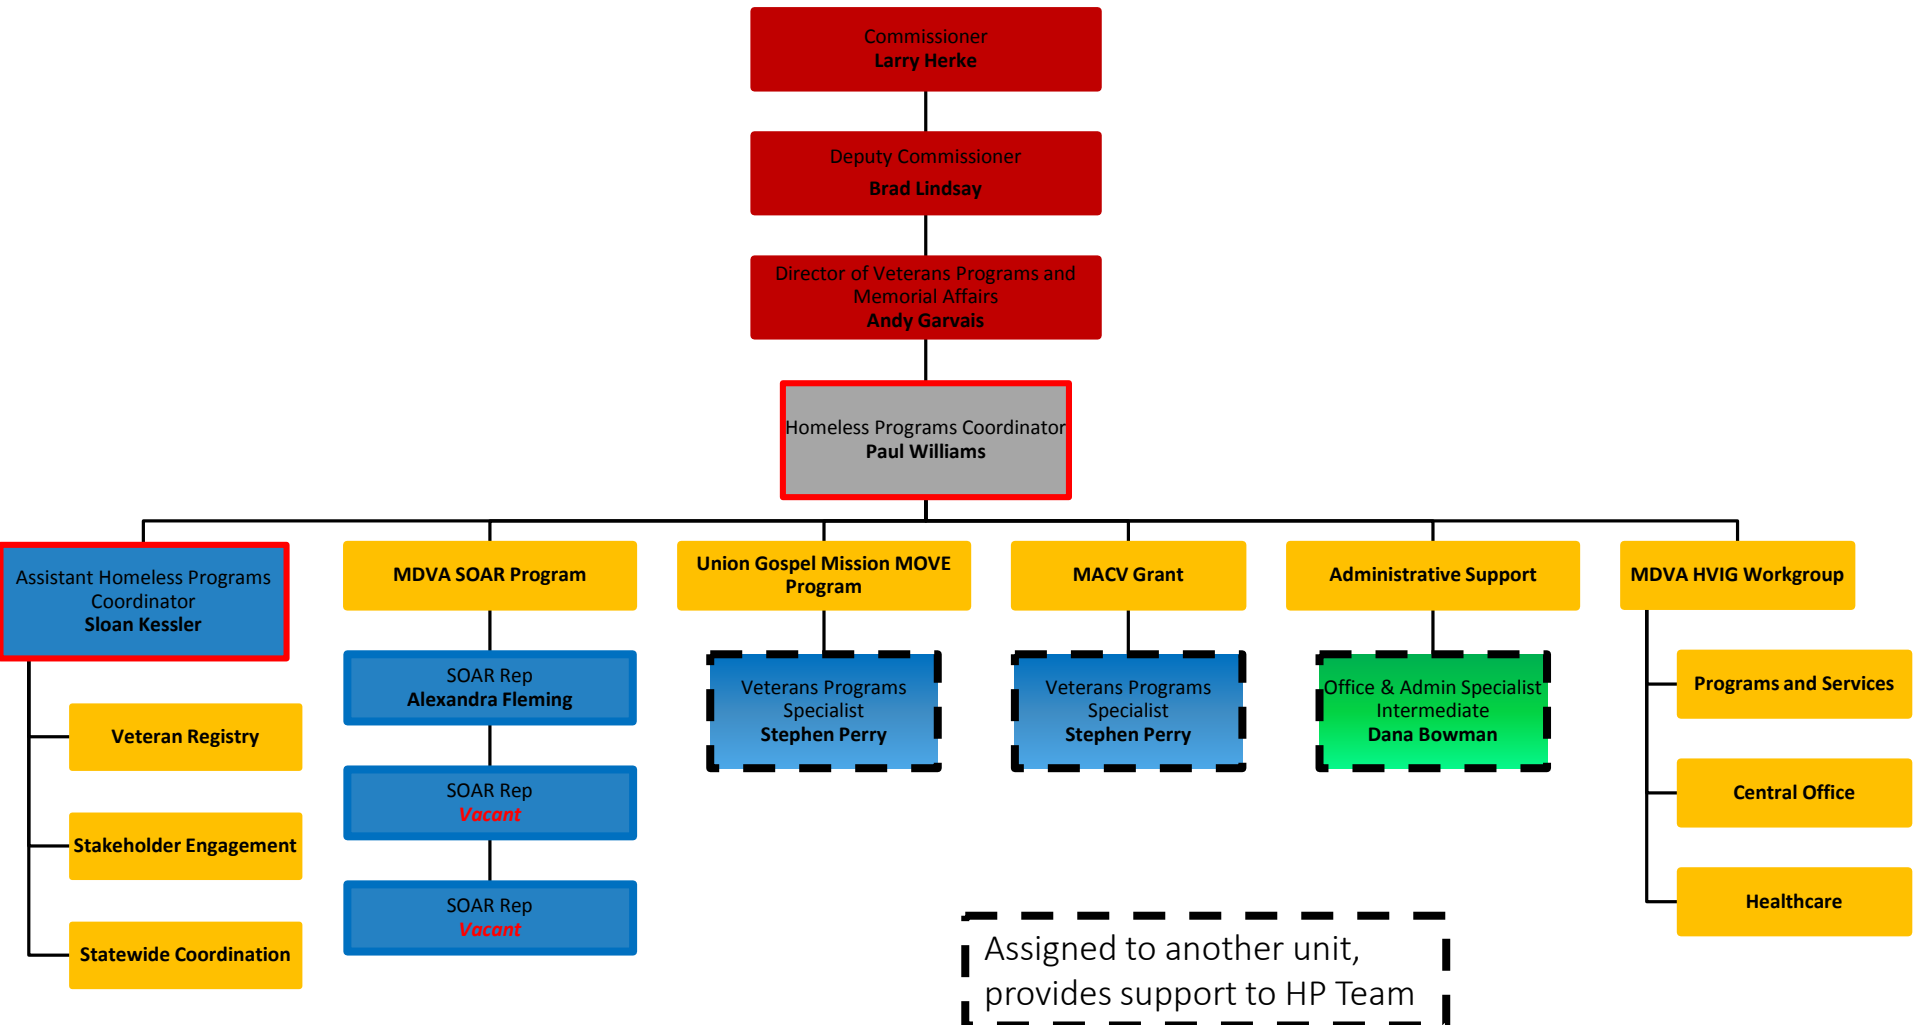 Commissioner
Larry Herke
Deputy Commissioner
Brad Lindsay
Director of Veterans Programs and
Memorial Affairs
Andy Garvais
Homeless Programs Coordinator
Paul Williams
Assistant Homeless Programs
Coordinator
Sloan Kessler
Veteran Registry
Stakeholder Engagement
Statewide Coordination
MDVA SOAR Program
SOAR Rep
Alexandra Fleming
SOAR Rep
Vacant
SOAR Rep
Vacant
Union Gospel Mission MOVE
Program
Veterans Programs
Specialist
Stephen Perry
MACV Grant
Veterans Programs
Specialist
Stephen Perry
Administrative Support
Office & Admin Specialist
Intermediate
Dana Bowman
MDVA HVIG Workgroup
Programs and Services
Central Office
Healthcare
Assigned to another unit,
provides support to HP Team